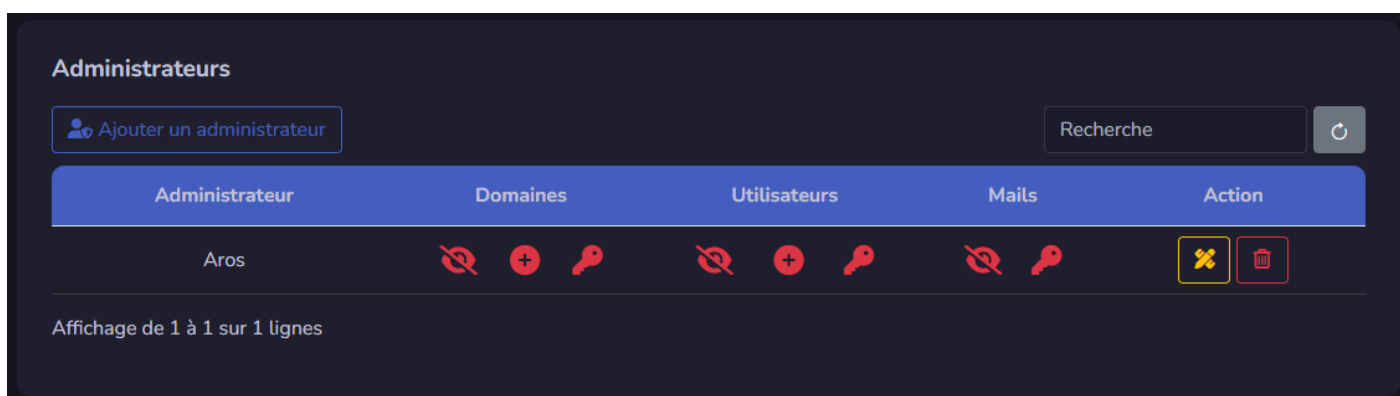 Administrateurs
Ajouter un administrateur
Recherche
Administrateur Domaines Utilisateurs Mails Action
Aros
Affichage de 1 à 1 sur 1 lignes